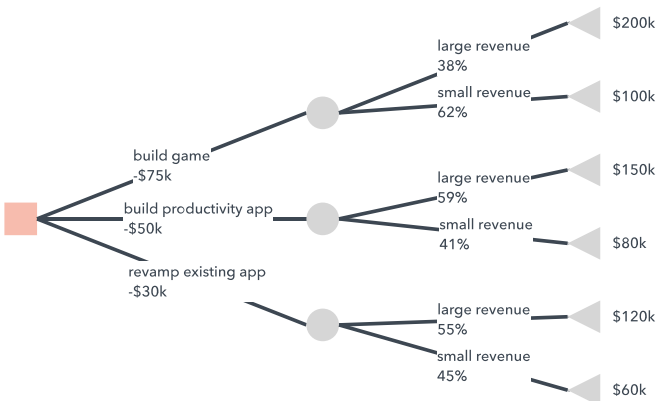 $200k
large revenue
38%
small revenue
62%
$100k
build game
-$75k
large revenue
59%
$150k
build productivity app
-$50k
small revenue
41%
$80k
revamp existing app
-$30k
large revenue
55%
$120k
small revenue
45%
$60k